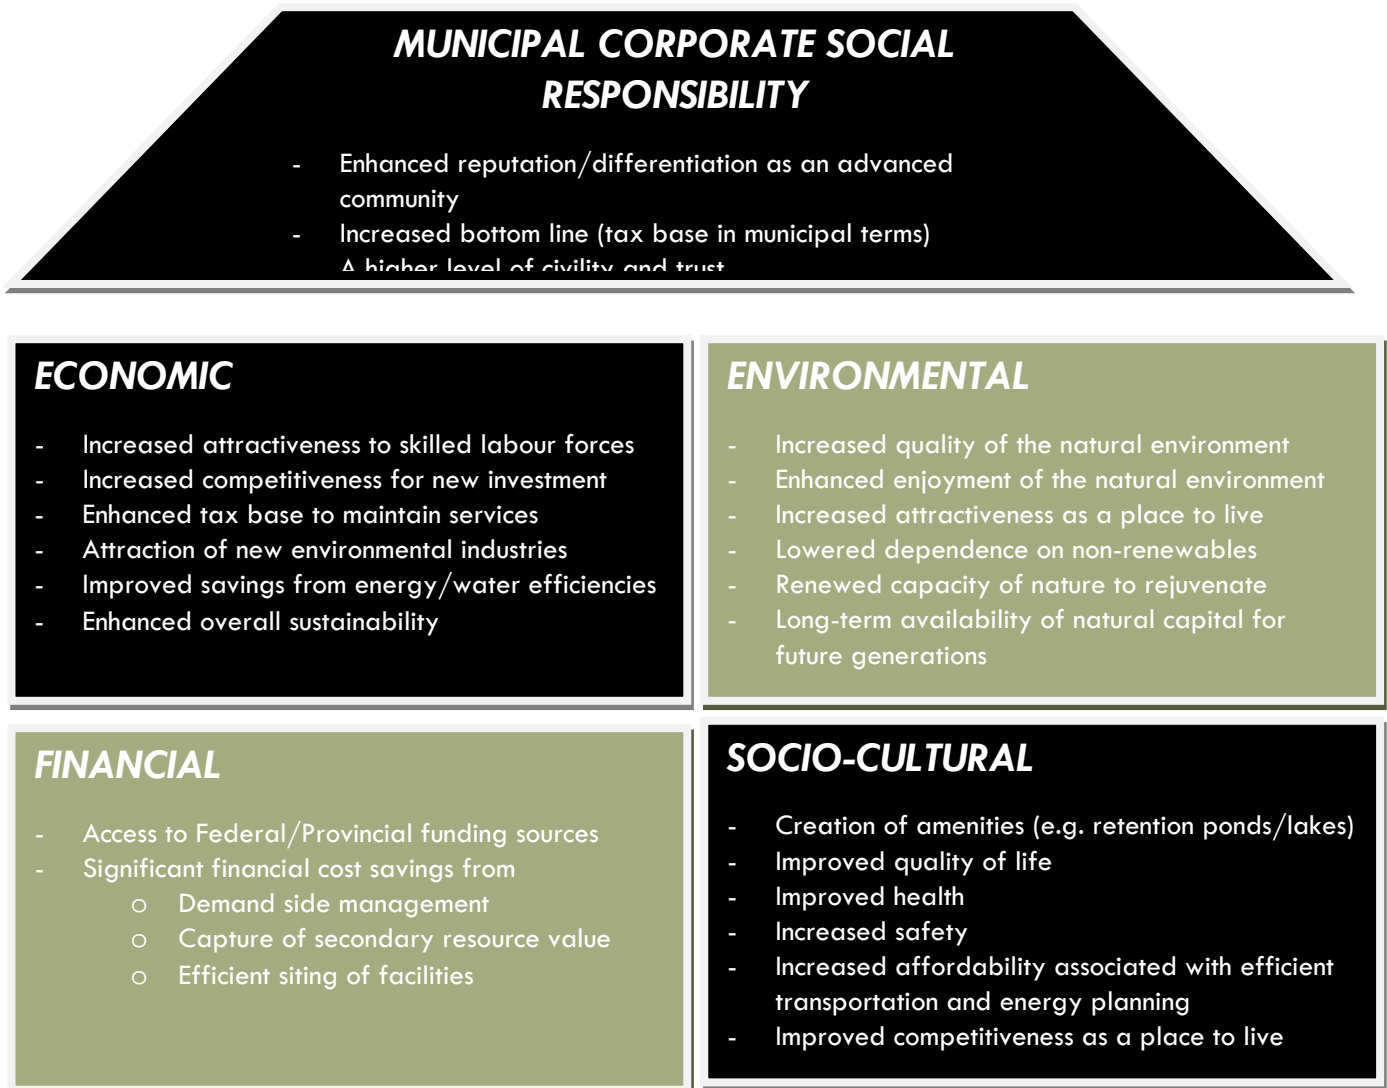 MUNICIPAL CORPORATE SOCIAL
RESPONSIBILITY
- Enhanced reputation/differentiation as an advanced
community
- Increased bottom line (tax base in municipal terms)
A higher level of civility and trust
ECONOMIC
- Increased attractiveness to skilled labour forces
- Increased competitiveness for new investment
- Enhanced tax base to maintain services
- Attraction of new environmental industries
- Improved savings from energy/water efficiencies
- Enhanced overall sustainability
ENVIRONMENTAL
- Increased quality of the natural environment
- Enhanced enjoyment of the natural environment
- Increased attractiveness as a place to live
- Lowered dependence on non-renewables
- Renewed capacity of nature to rejuvenate
- Long-term availability of natural capital for
future generations
FINANCIAL
- Access to Federal/Provincial funding sources
- Significant financial cost savings from
o Demand side management
o Capture of secondary resource value
o Efficient siting of facilities
SOCIO-CULTURAL
- Creation of amenities (e.g. retention ponds/lakes)
- Improved quality of life
- Improved health
- Increased safety
- Increased affordability associated with efficient
transportation and energy planning
- Improved competitiveness as a place to live